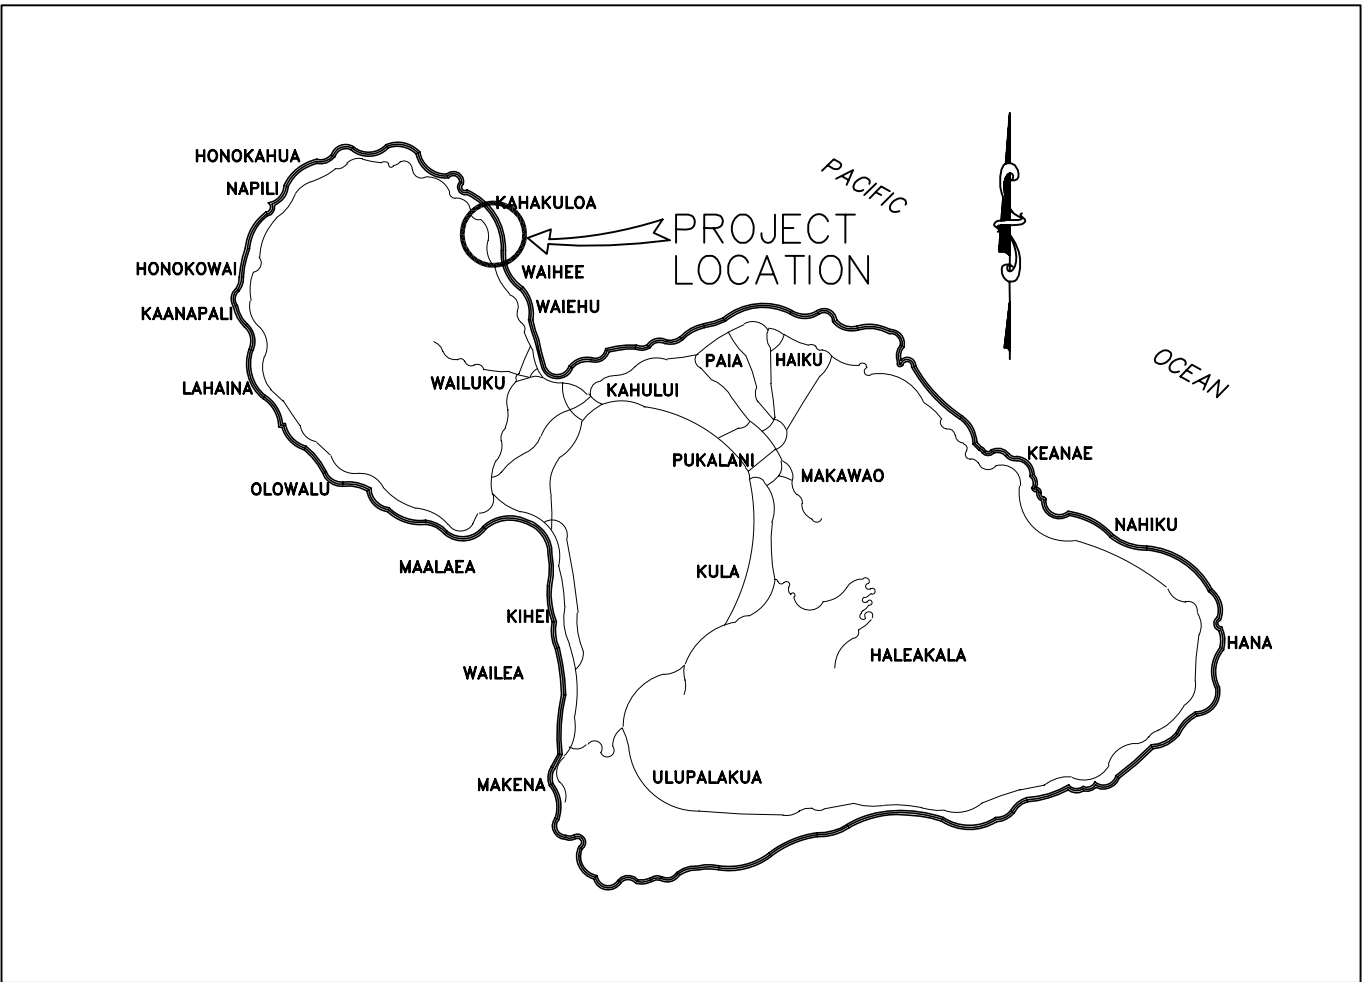 HONOKAHUA
PACIFIC
NAPILI
KAHAKULOA
PROJECT
LOCATION
HONOKOWAI
WAIHEE
KAANAPALI
WAIEHU
PAIA
HAIKU
OCEAN
LAHAINA
WAILUKU
KAHULUI
KEANAE
PUKALANI
MAKAWAO
OLOWALU
NAHIKU
MAALAEA
KULA
KIHEI
HANA
HALEAKALA
WAILEA
MAKENA
ULUPALAKUA